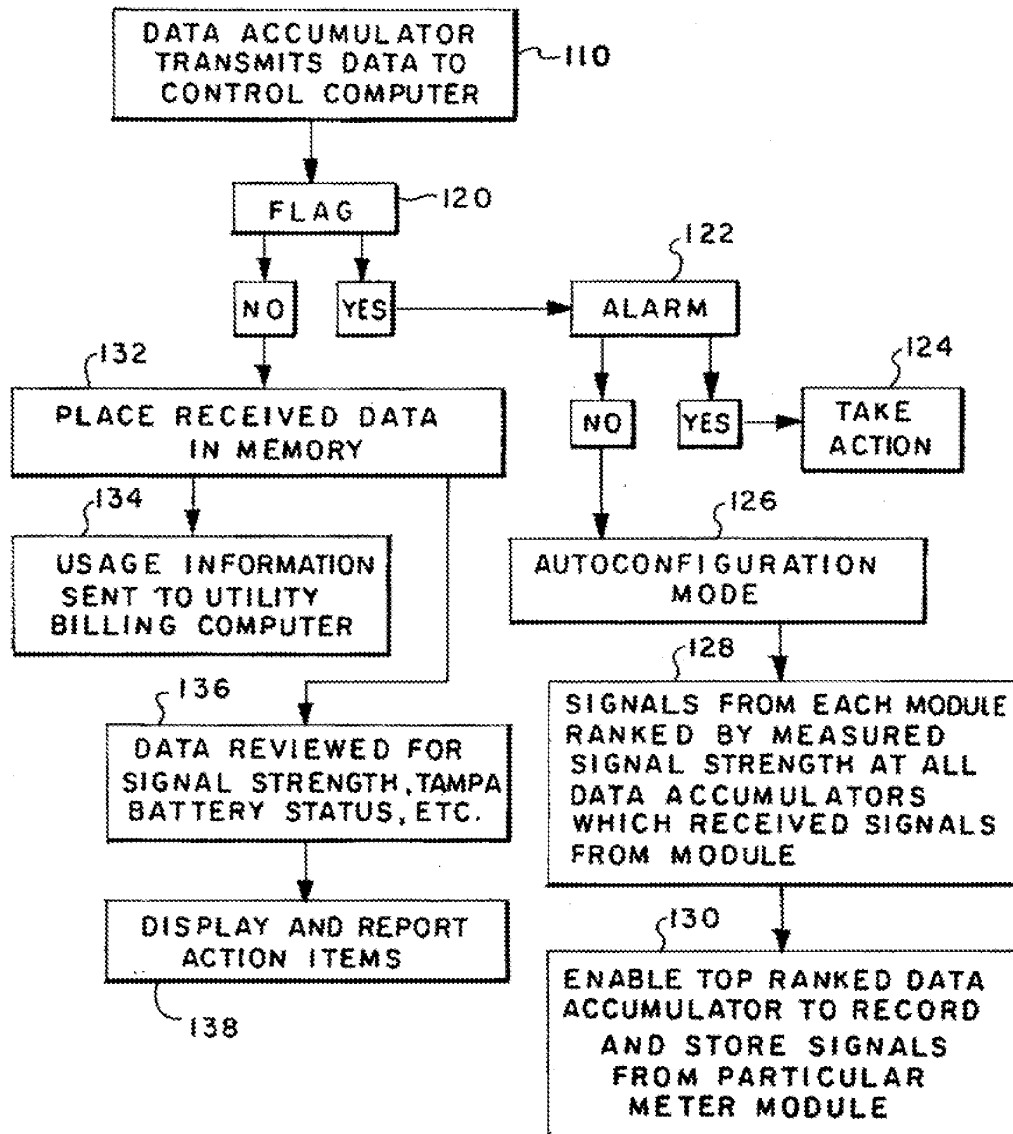 DATA ACCUMULATOR
TRANSMITS DATA TO
CONTROL COMPUTER
110
FLAG
120
NO
YES
ALARM
122
NO
YES
TAKE
ACTION
124
132
PLACE RECEIVED DATA
IN MEMORY
134
USAGE INFORMATION
SENT TO UTILITY
BILLING COMPUTER
126
AUTOCONFIGURATION
MODE
136
DATA REVIEWED FOR
SIGNAL STRENGTH, TAMPA
BATTERY STATUS, ETC.
128
SIGNALS FROM EACH MODULE
RANKED BY MEASURED
SIGNAL STRENGTH AT ALL
DATA ACCUMULATORS
WHICH RECEIVED SIGNALS
FROM MODULE
DISPLAY AND REPORT
ACTION ITEMS
138
130
ENABLE TOP RANKED DATA
ACCUMULATOR TO RECORD
AND STORE SIGNALS
FROM PARTICULAR
METER MODULE